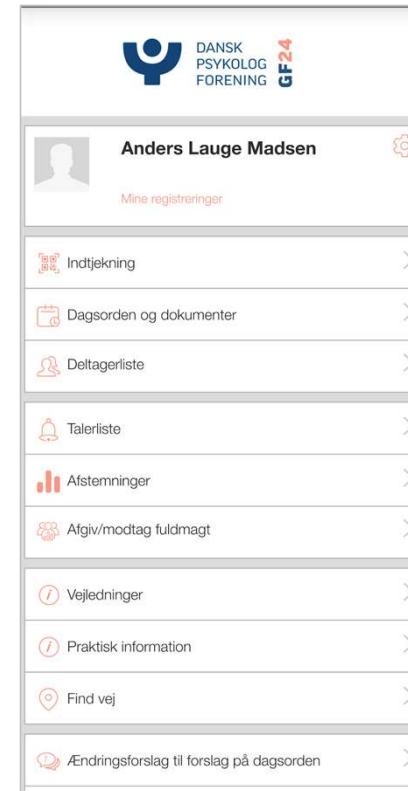 DANSK
PSYKOLOG
FORENING
GF24
Anders Lauge Madsen
Mine registreringer
Indtjekning
Dagsorden og dokumenter
Deltagerliste
Talerliste
Afstemninger
Afgiv/modtag fuldmagt
Vejledninger
Praktisk information
Find vej
Ændringsforslag til forslag på dagsorden